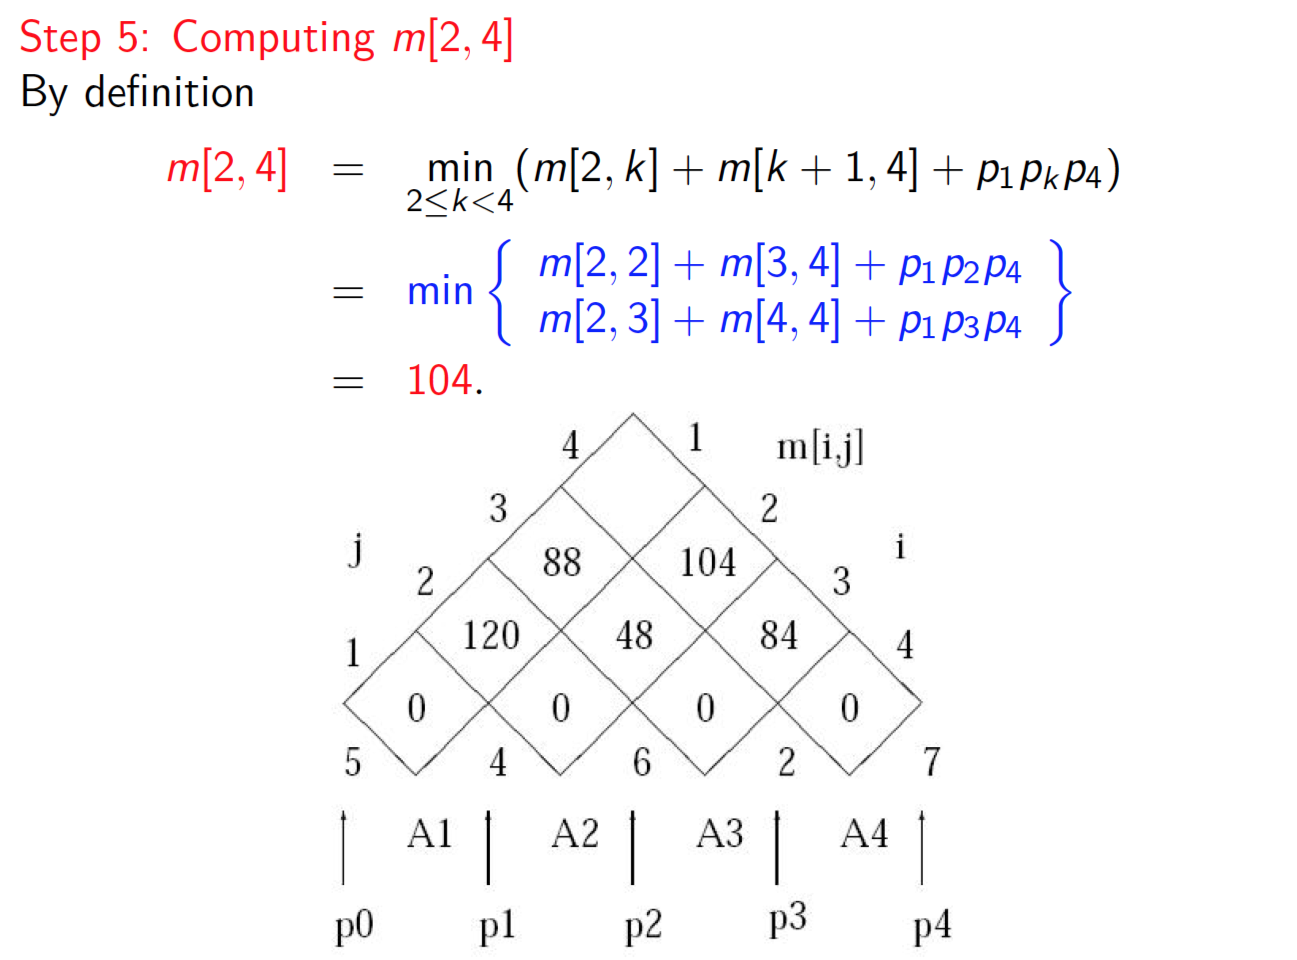 Step 5: Computing m[2, 4]
By definition
m[2, 4] = min 2≤k<4 (m[2, k] + m[k + 1, 4] + p₁pₖp₄)
= min { m[2, 2] + m[3, 4] + p₁p₂p₄
m[2, 3] + m[4, 4] + p₁p₃p₄ }
= 104.
4 1 m[i,j]
3 2
j 88 104 i
2 3
120 48 84
1 4
0 0 0 0
5 4 6 2 7
A1 A2 A3 A4
p0 p1 p2 p3 p4